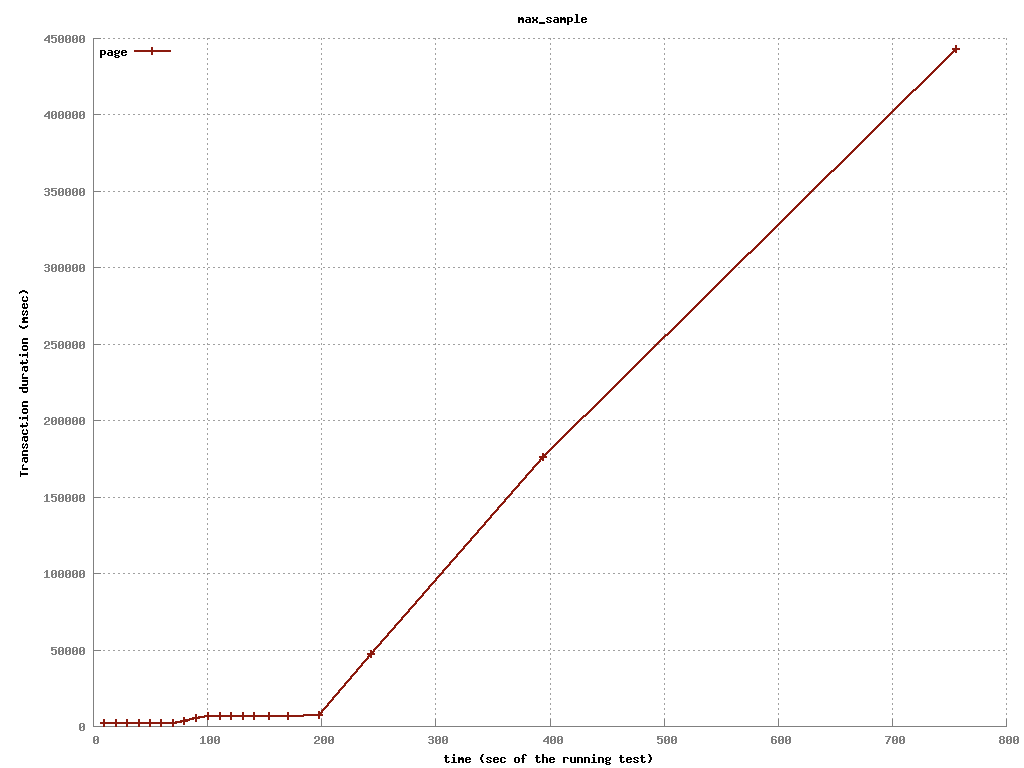 max_sample
page
450000
400000
350000
300000
250000
200000
150000
100000
50000
0
Transaction duration (msec)
0 100 200 300 400 500 600 700 800
time (sec of the running test)